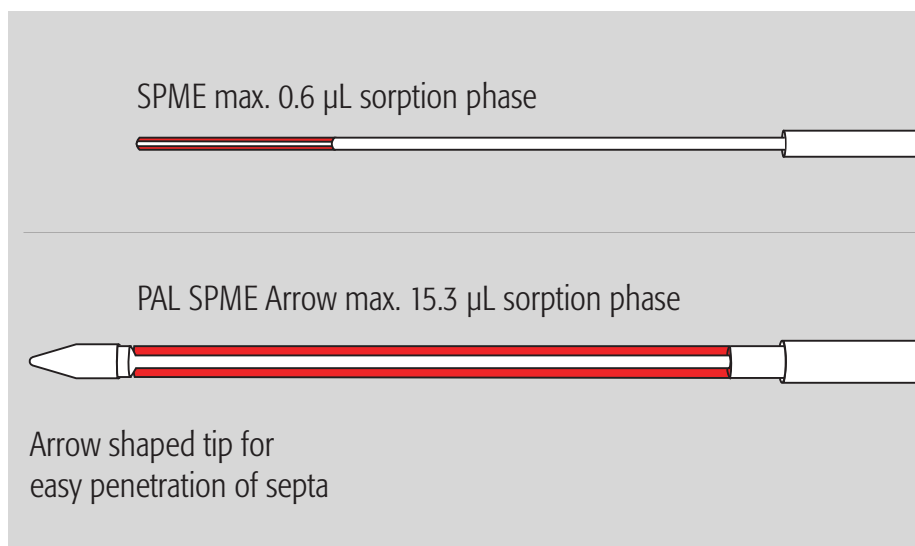 SPME max. 0.6 µL sorption phase
PAL SPME Arrow max. 15.3 µL sorption phase
Arrow shaped tip for
easy penetration of septa